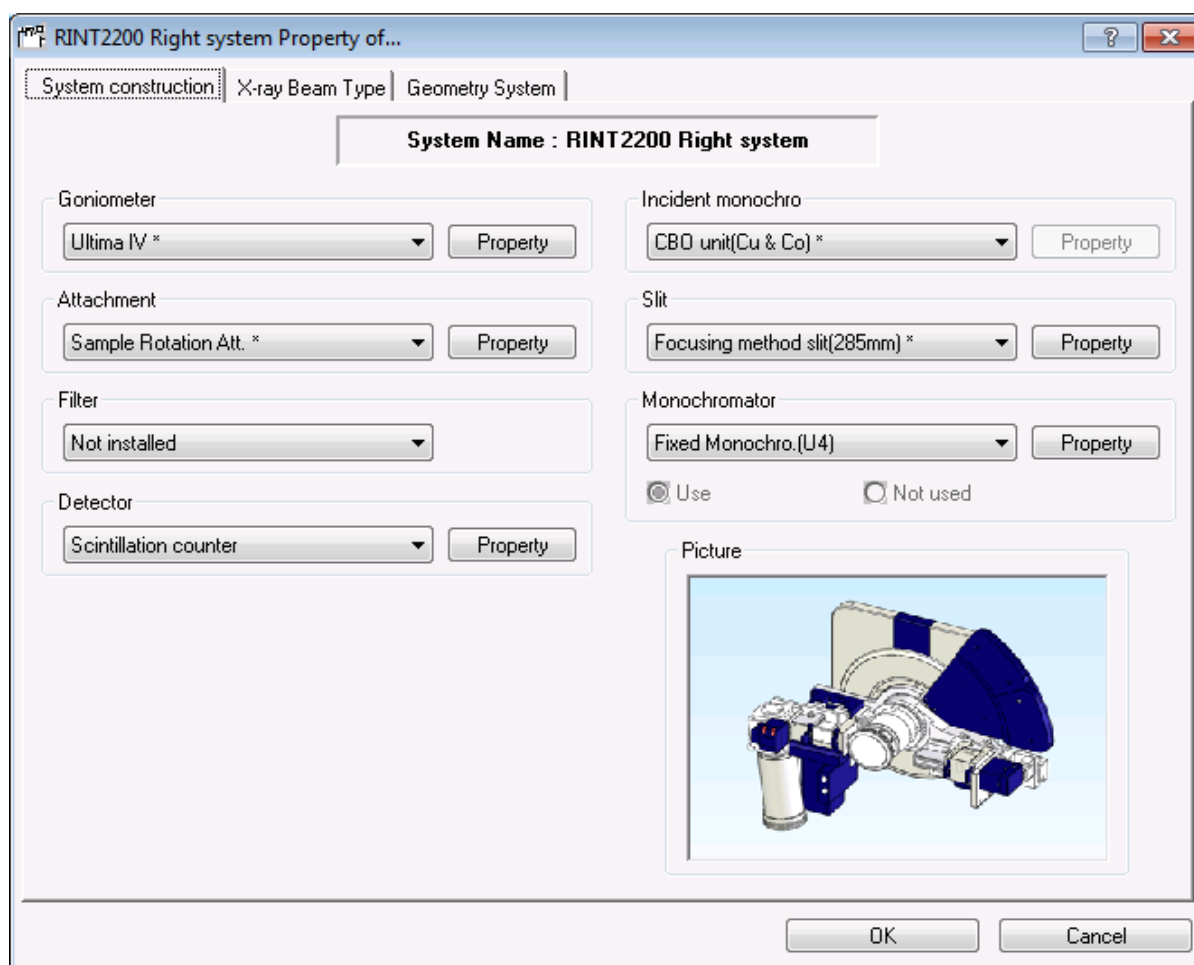 RINT2200 Right system Property of...
System construction X-ray Beam Type Geometry System
System Name : RINT2200 Right system
Goniometer
Ultima IV * Property
Incident monochro
CBO unit(Cu & Co) * Property
Attachment
Sample Rotation Att. * Property
Slit
Focusing method slit(285mm) * Property
Filter
Not installed
Monochromator
Fixed Monochro.(U4) Property
Use Not used
Detector
Scintillation counter Property
Picture
OK Cancel